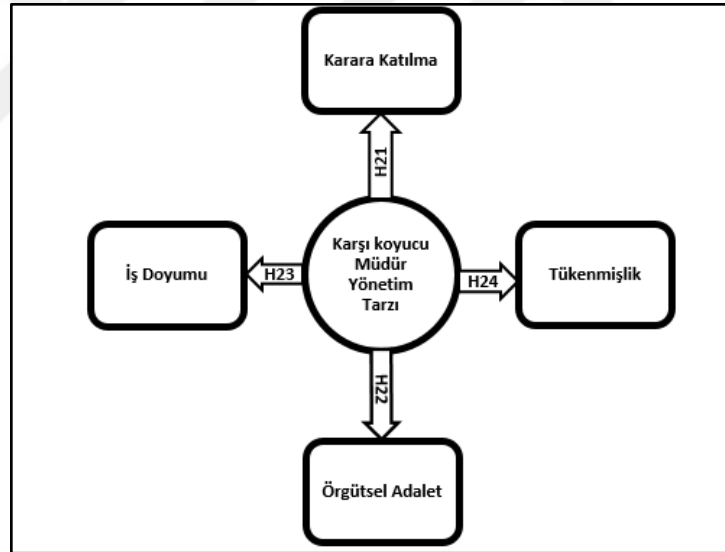 Karara Katılma
H21
Karşı koyucu
Müdür
Yönetim
Tarzı
İş Doyumu
H23
H24
Tükenmişlik
H22
Örgütsel Adalet